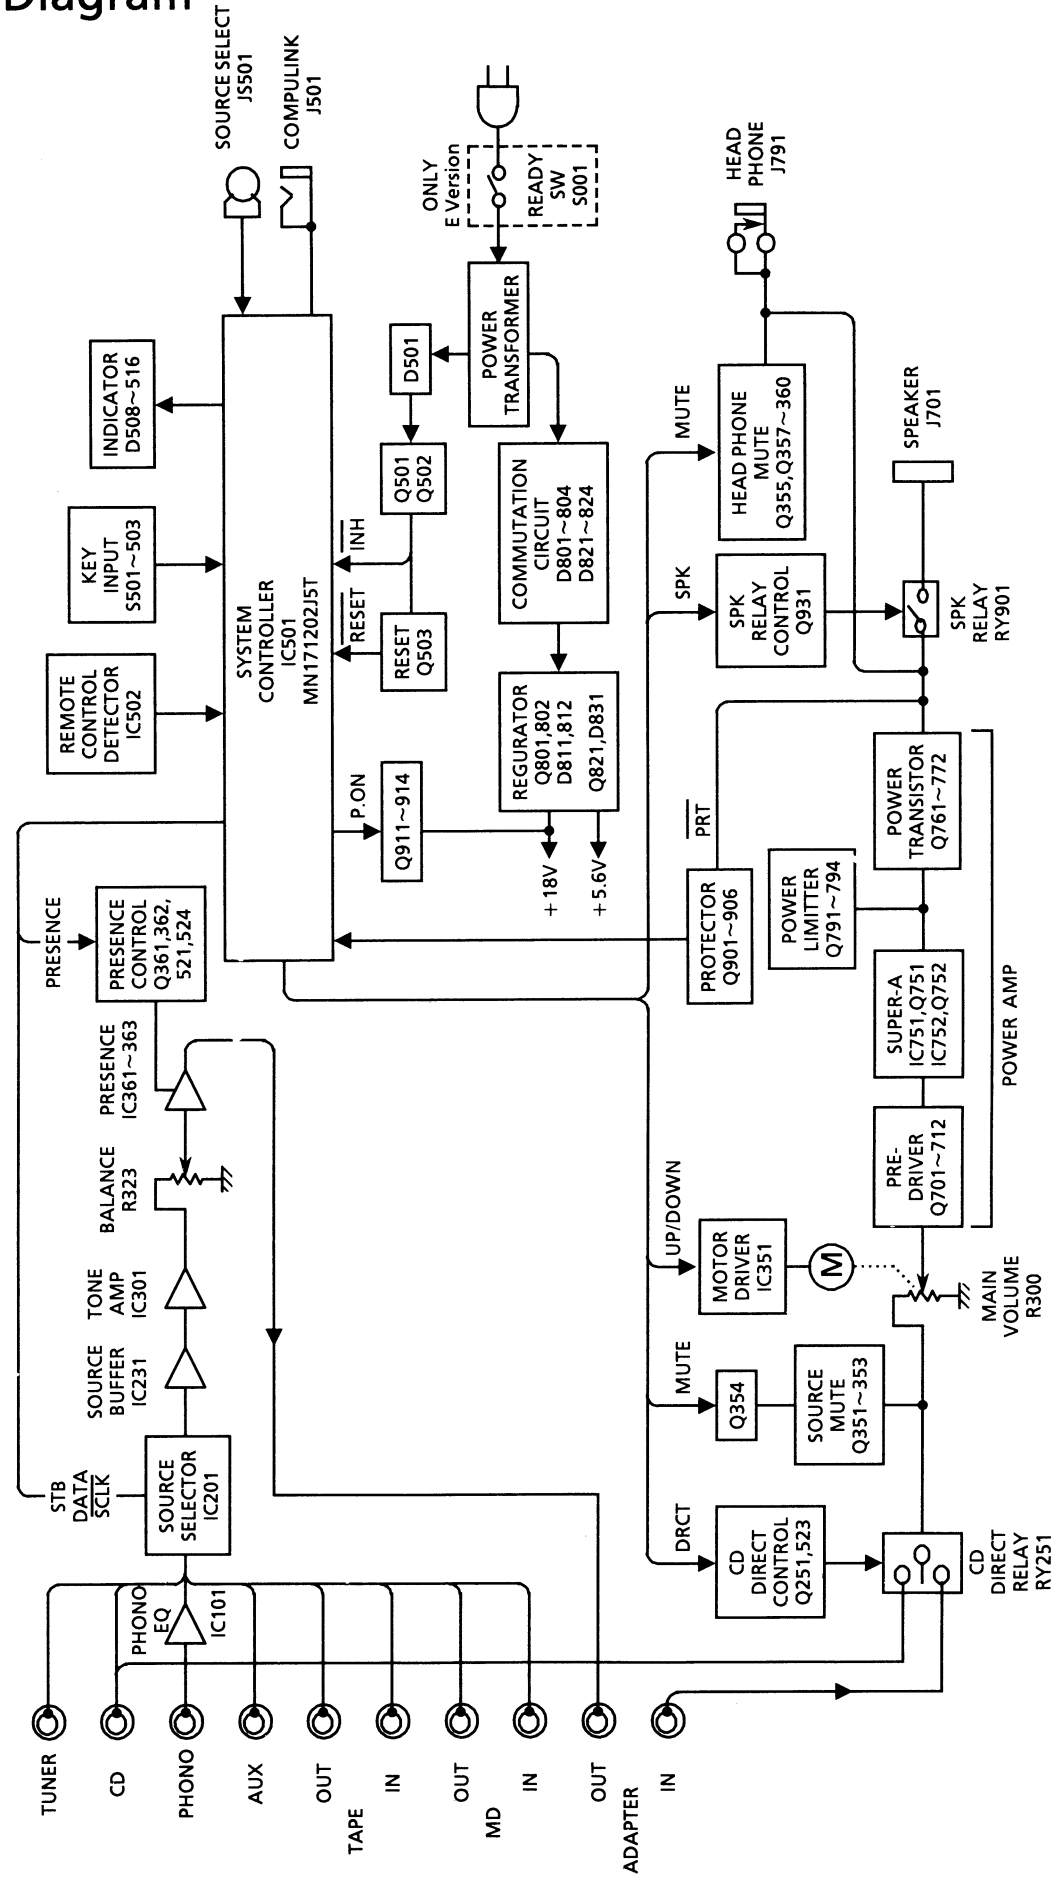 Diagram
TUNER
CD
PHONO
AUX
OUT
TAPE
IN
OUT
MD
IN
OUT
ADAPTER
IN
PHONO
EQ
IC101
SOURCE
SELECTOR
IC201
STB
DATA
SCLK
SOURCE
BUFFER
IC231
TONE
AMP
IC301
BALANCE
R323
PRESENCE
IC361~363
PRESENCE
PRESENCE
CONTROL
Q361,362,
521,524
REMOTE
CONTROL
DETECTOR
IC502
KEY
INPUT
S501~503
INDICATOR
D508~516
SOURCE SELECT
JS501
COMPULINK
J501
SYSTEM
CONTROLLER
IC501
MN171202J5T
P.ON
Q911~914
RESET
RESET
Q503
INH
Q501
Q502
D501
POWER
TRANSFORMER
ONLY
E Version
READY
SW
S001
COMMUTATION
CIRCUIT
D801~804
D821~824
REGURATOR
Q801,802
D811,812
Q821,D831
+18V
+5.6V
DRCT
CD
DIRECT
CONTROL
Q251,523
CD
DIRECT
RELAY
RY251
MUTE
Q354
SOURCE
MUTE
Q351~353
UP/DOWN
MOTOR
DRIVER
IC351
M
MAIN
VOLUME
R300
PROTECTOR
Q901~906
PRT
POWER
LIMITTER
Q791~794
PRE-
DRIVER
Q701~712
SUPER-A
IC751,Q751
IC752,Q752
POWER
TRANSISTOR
Q761~772
POWER AMP
SPK
SPK
RELAY
CONTROL
Q931
SPK
RELAY
RY901
MUTE
HEAD PHONE
MUTE
Q355,Q357~360
SPEAKER
J701
HEAD
PHONE
J791